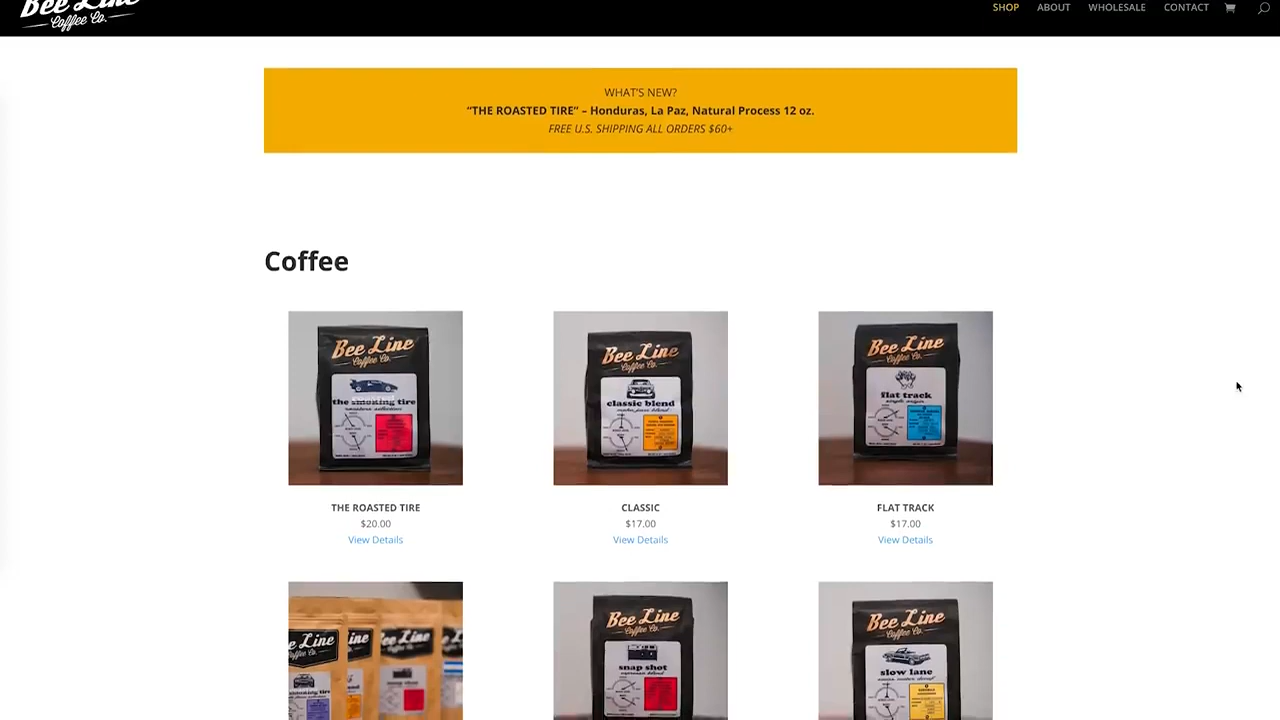 Bee Line
Coffee Co.
SHOP ABOUT WHOLESALE CONTACT
WHAT'S NEW?
“THE ROASTED TIRE” – Honduras, La Paz, Natural Process 12 oz.
FREE U.S. SHIPPING ALL ORDERS $60+
Coffee
Bee Line
Coffee Co.
the smoking tire
Bee Line
Coffee Co.
classic blend
Bee Line
Coffee Co.
flat track
THE ROASTED TIRE
$20.00
View Details
CLASSIC
$17.00
View Details
FLAT TRACK
$17.00
View Details
Bee Line
Coffee Co.
snap shot
espresso blend
Bee Line
Coffee Co.
slow lane